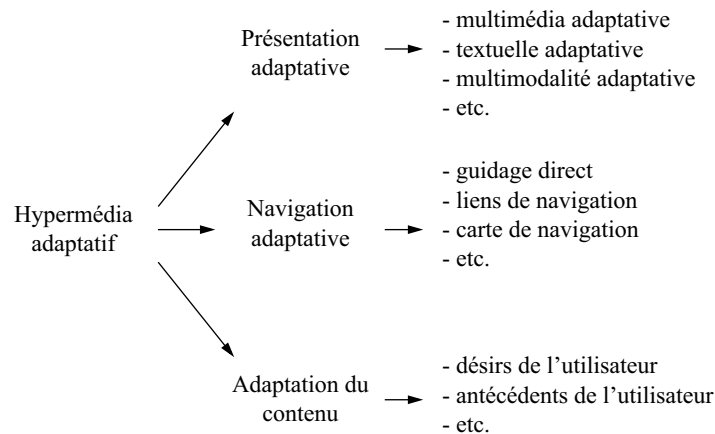 Présentation
adaptative
- multimédia adaptative
- textuelle adaptative
- multimodalité adaptative
- etc.
Hypermédia
adaptatif
Navigation
adaptative
- guidage direct
- liens de navigation
- carte de navigation
- etc.
Adaptation du
contenu
- désirs de l’utilisateur
- antécédents de l’utilisateur
- etc.